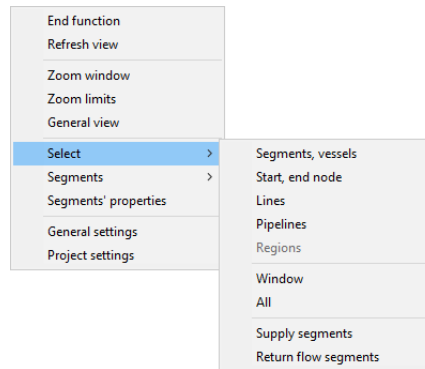 End function
Refresh view
Zoom window
Zoom limits
General view
Select
Segments
Segments' properties
General settings
Project settings
Segments, vessels
Start, end node
Lines
Pipelines
Regions
Window
All
Supply segments
Return flow segments